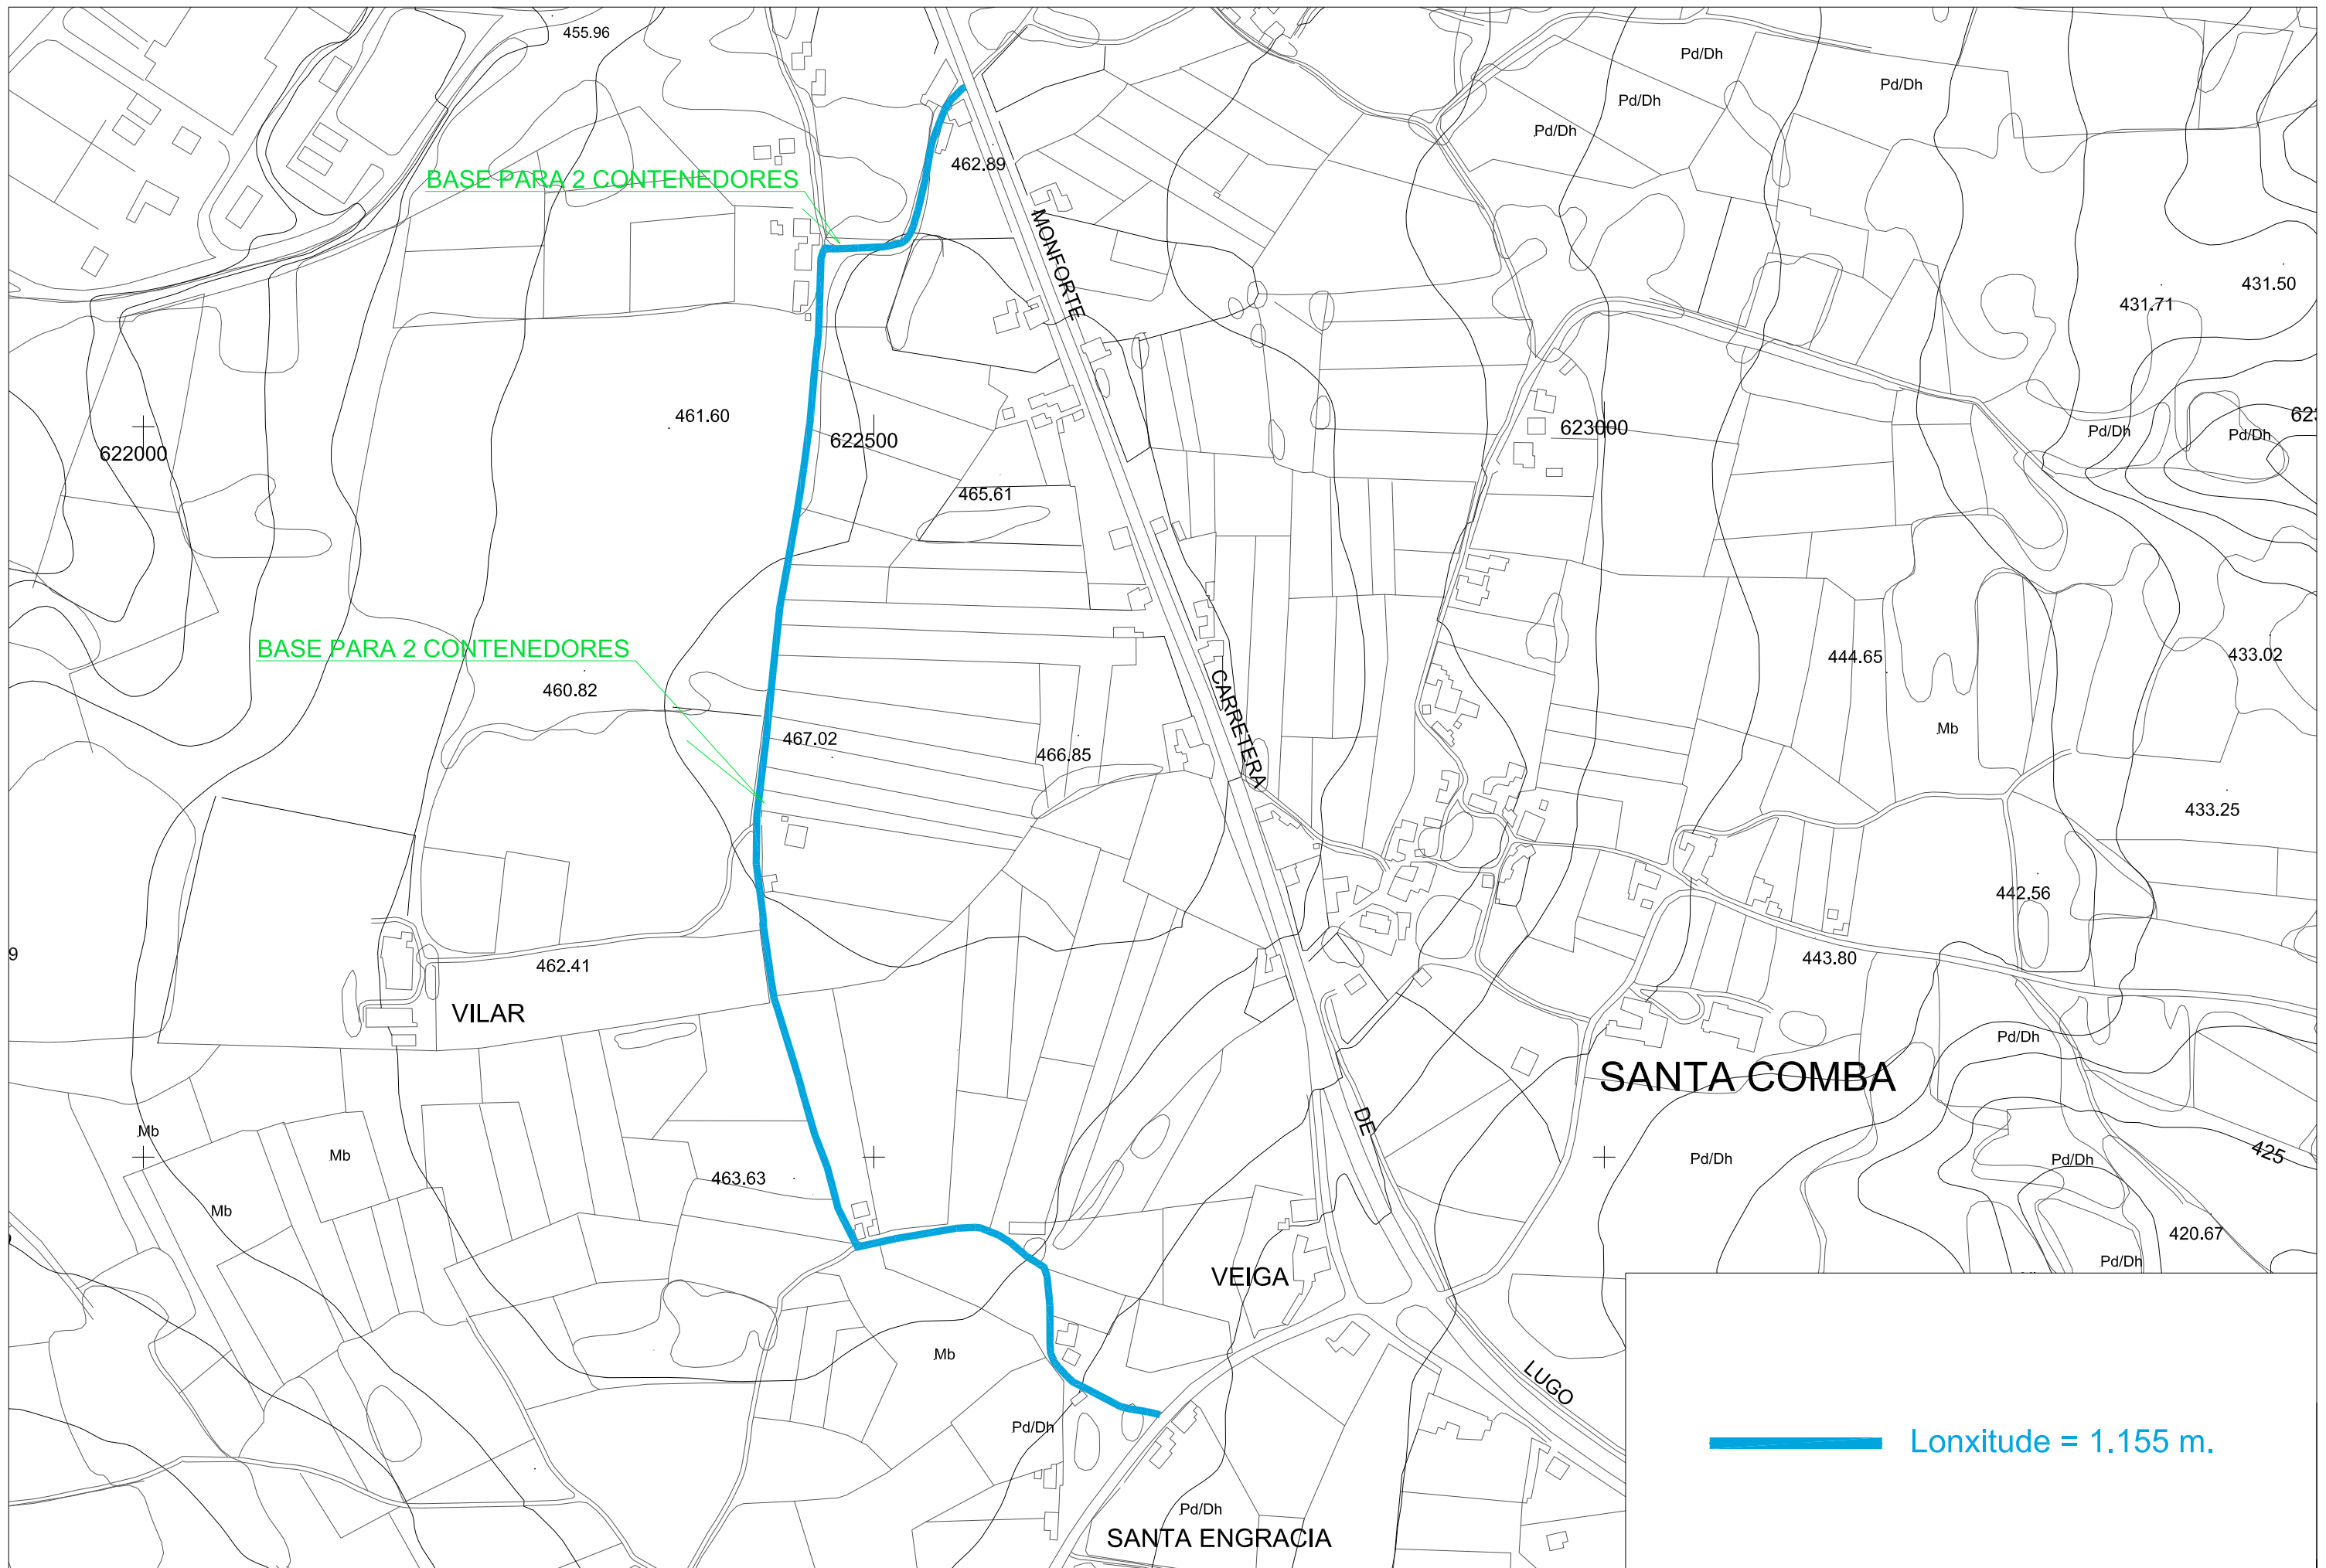 455.96
Pd/Dh
Pd/Dh
Pd/Dh
Pd/Dh
462.89
BASE PARA 2 CONTENEDORES
MONFORTE
431.50
431.71
461.60
622500
623000
622000
Pd/Dh
Pd/Dh
465.61
BASE PARA 2 CONTENEDORES
460.82
444.65
433.02
CARRETERA
467.02
466.85
Mb
433.25
442.56
462.41
443.80
VILAR
Pd/Dh
SANTA COMBA
DE
Mb
Mb
463.63
Pd/Dh
Pd/Dh
425
Mb
420.67
Pd/Dh
VEIGA
Mb
LUGO
Pd/Dh
Lonxitude = 1.155 m.
Pd/Dh
SANTA ENGRACIA